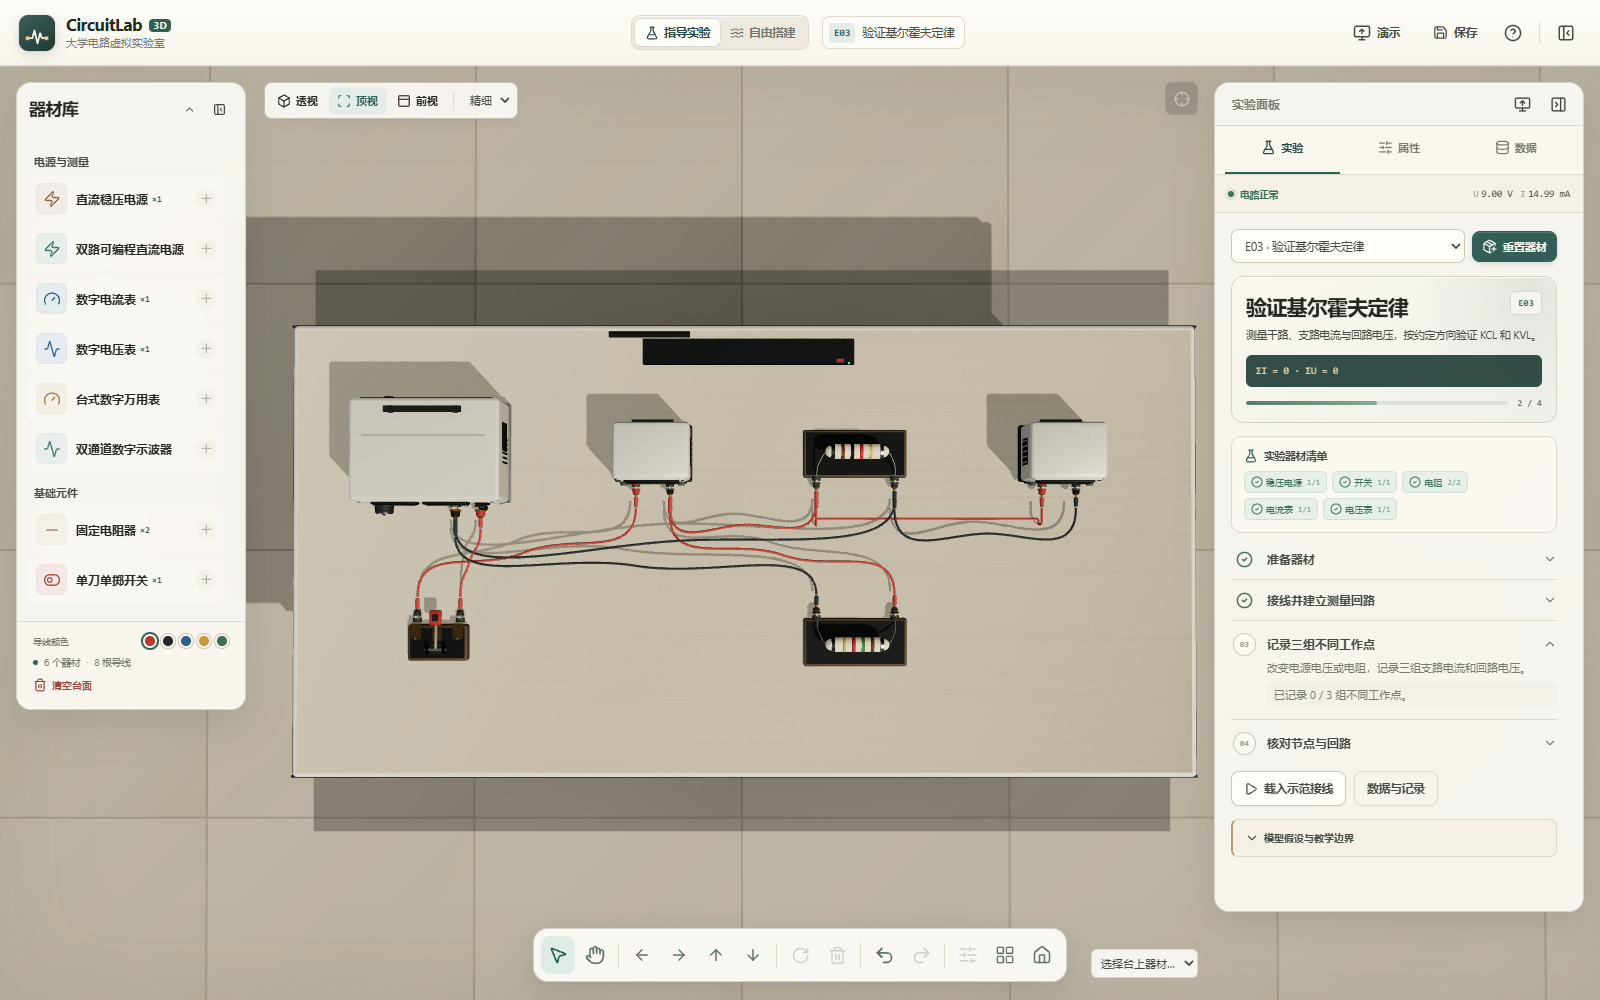 CircuitLab 3D
大学电路虚拟实验室
指导实验
自由搭建
E03 验证基尔霍夫定律
演示
保存
器材库
电源与测量
直流稳压电源 ×1
双路可编程直流电源
数字电流表 ×1
数字电压表 ×1
台式数字万用表
双通道数字示波器
基础元件
固定电阻器 ×2
单刀单掷开关 ×1
导线颜色
6 个器材 · 8 根导线
清空台面
透视
顶视
前视
精细
实验面板
实验
属性
数据
电路正常
U 9.00 V I 14.99 mA
E03 · 验证基尔霍夫定律
重置器材
验证基尔霍夫定律
E03
测量干路、支路电流与回路电压，按约定方向验证 KCL 和 KVL。
ΣI = 0 · ΣU = 0
2 / 4
实验器材清单
稳压电源 1/1
开关 1/1
电阻 2/2
电流表 1/1
电压表 1/1
准备器材
接线并建立测量回路
03 记录三组不同工作点
改变电源电压或电阻，记录三组支路电流和回路电压。
已记录 0 / 3 组不同工作点。
04 核对节点与回路
载入示范接线
数据与记录
模型假设与教学边界
选择台上器材...